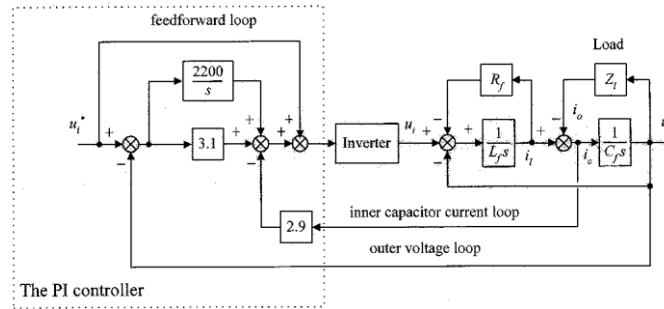 feedforward loop
Load
2200
s
R_f
Z_l
u_i*
+
+
+
+
+
+
+
−
−
−
−
−
−
3.1
Inverter
u_i
+
+
1
L_f s
i_l
+
i_o
i_c
1
C_f s
u
2.9
inner capacitor current loop
outer voltage loop
The PI controller